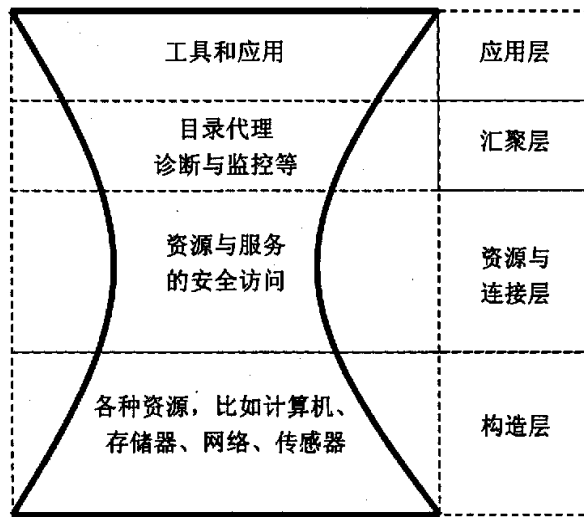 工具和应用
应用层
目录代理
诊断与监控等
汇聚层
资源与服务
的安全访问
资源与
连接层
各种资源，比如计算机、
存储器、网络、传感器
构造层